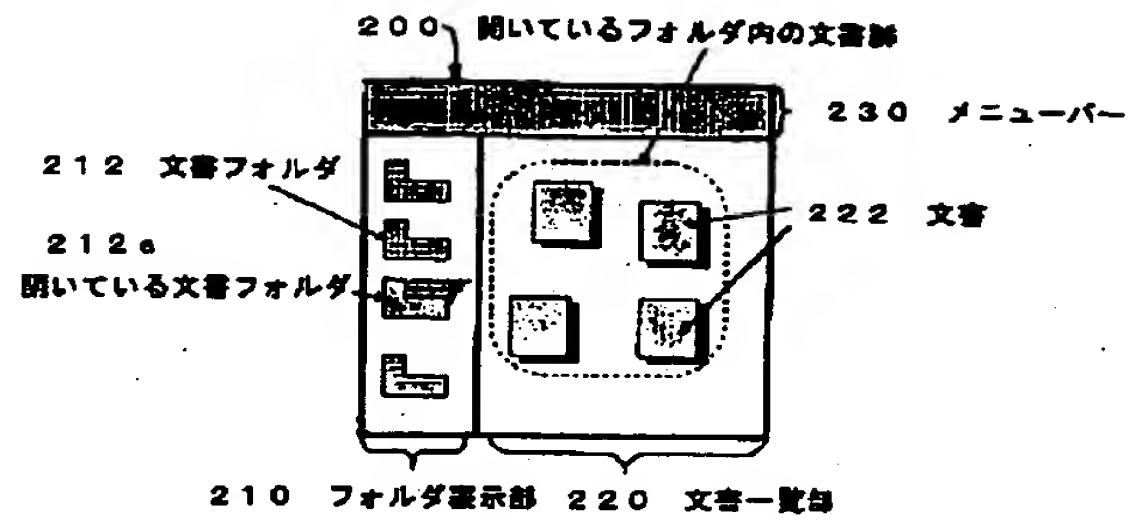 200 開いているフォルダ内の文書群
230 メニューバー
212 文書フォルダ
222 文書
212a
開いている文書フォルダ
210 フォルダ表示部 220 文書一覧部